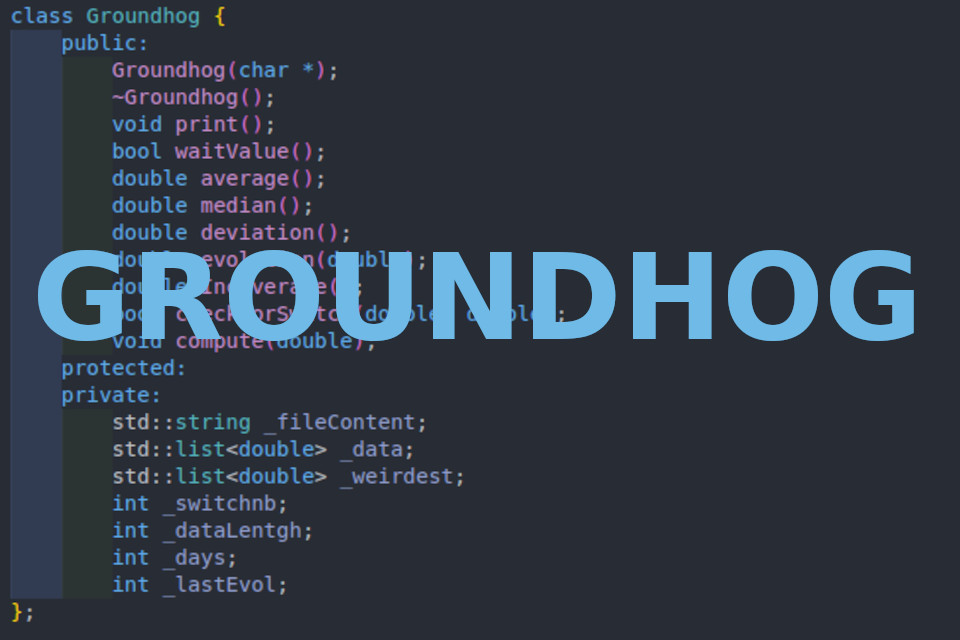 class Groundhog {
public:
Groundhog(char *);
~Groundhog();
void print();
bool waitValue();
double average();
double median();
double deviation();
GROUNDHOG
void compute(double);
protected:
private:
std::string _fileContent;
std::list<double> _data;
std::list<double> _weirdest;
int _switchnb;
int _dataLentgh;
int _days;
int _lastEvol;
};